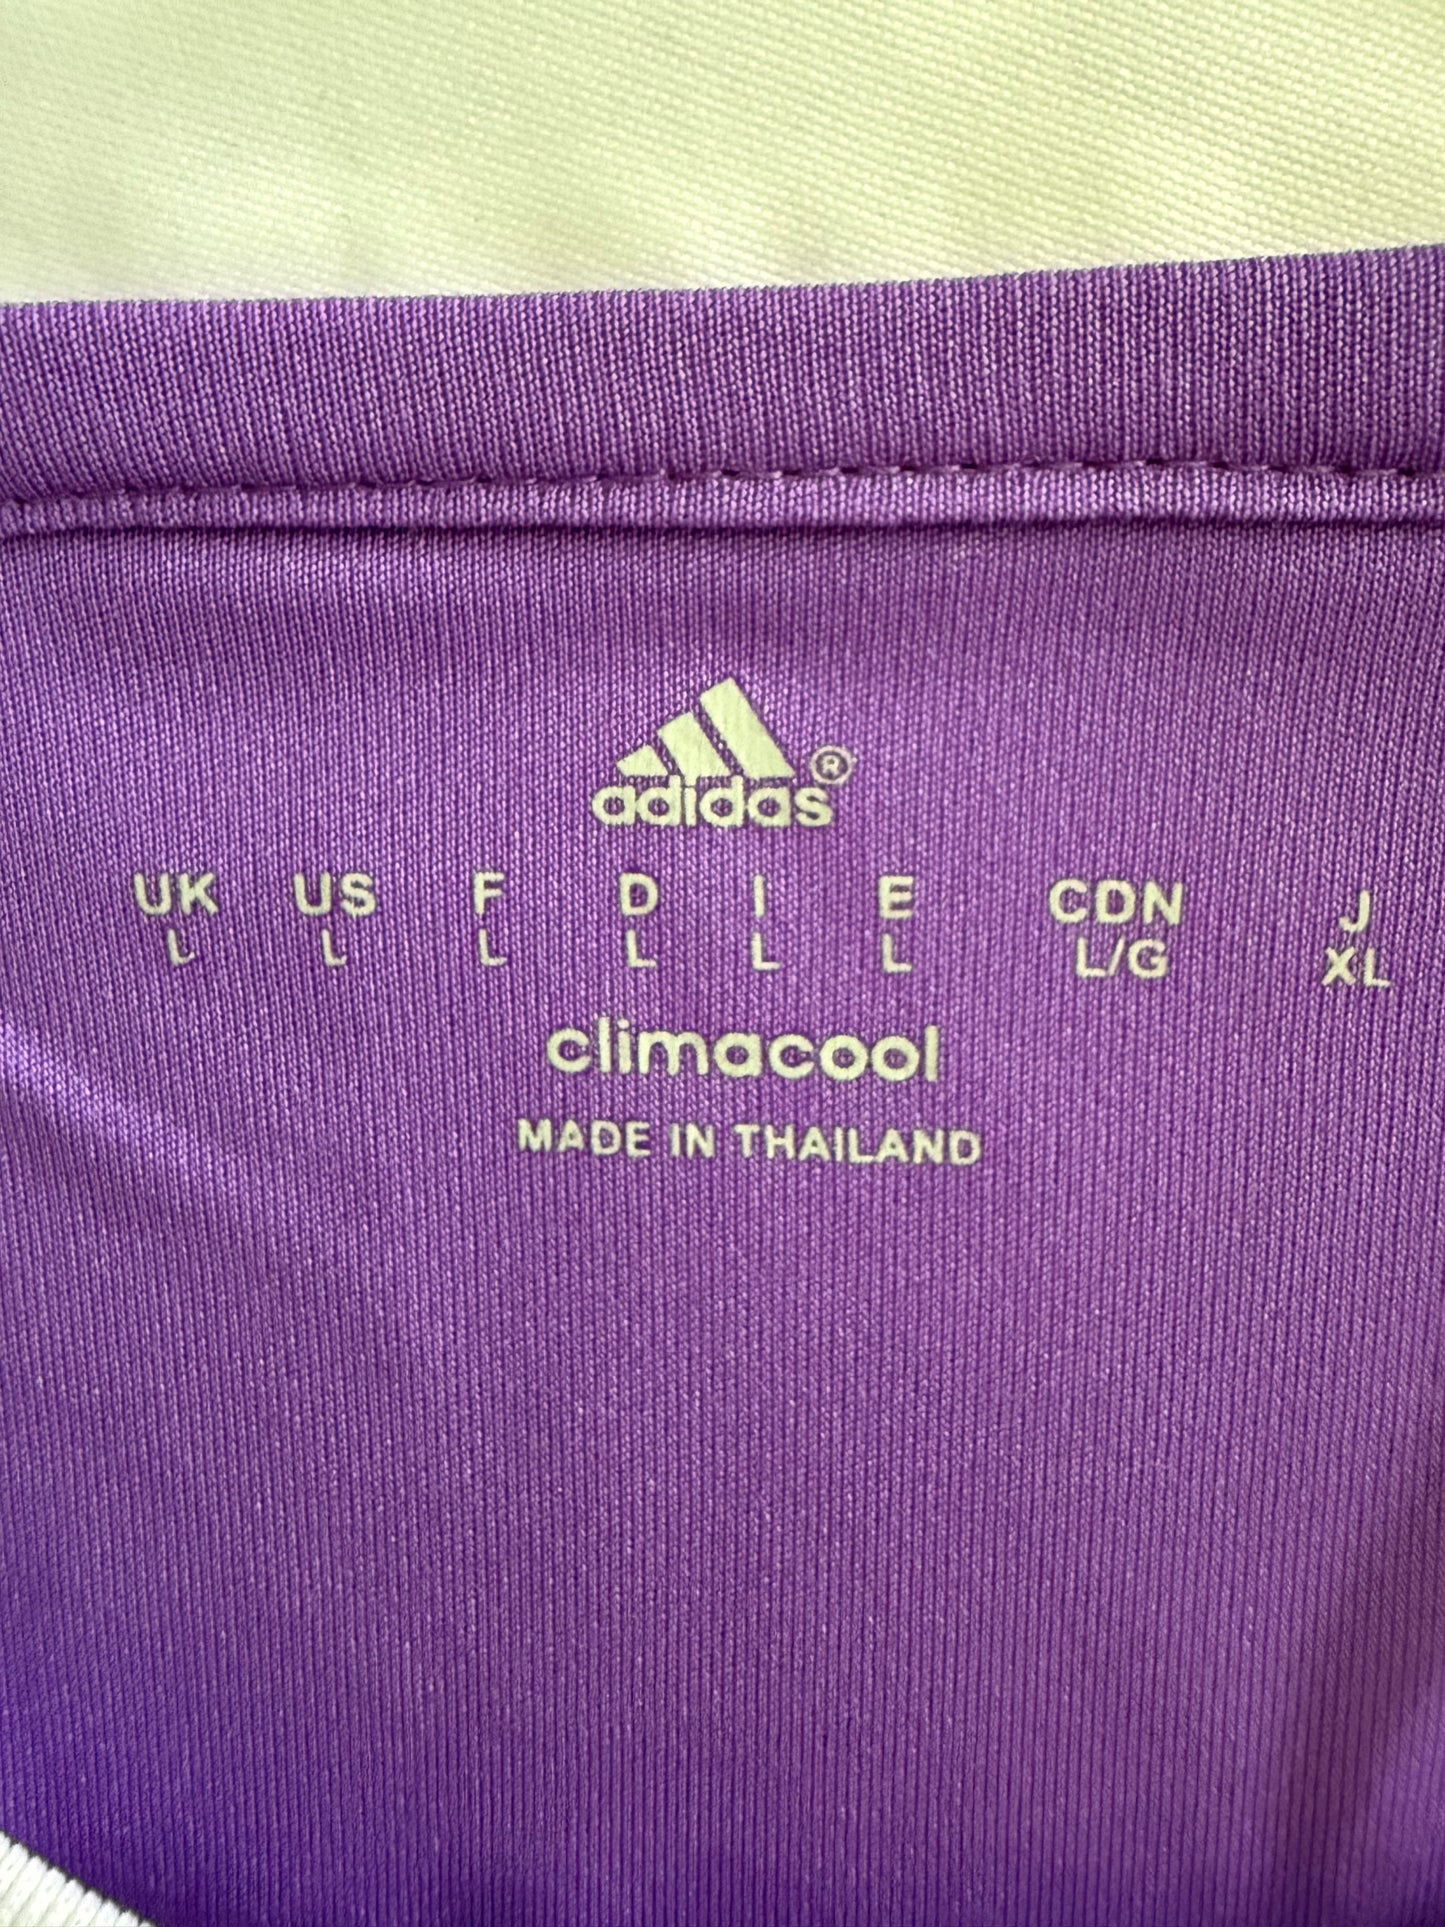 adidas ®
UK US F D I E CDN J
L L L L L L L/G XL
climacool
MADE IN THAILAND